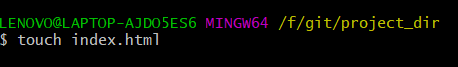 LENOVO@LAPTOP-AJDO5ES6 MINGW64 /f/git/project_dir
$ touch index.html